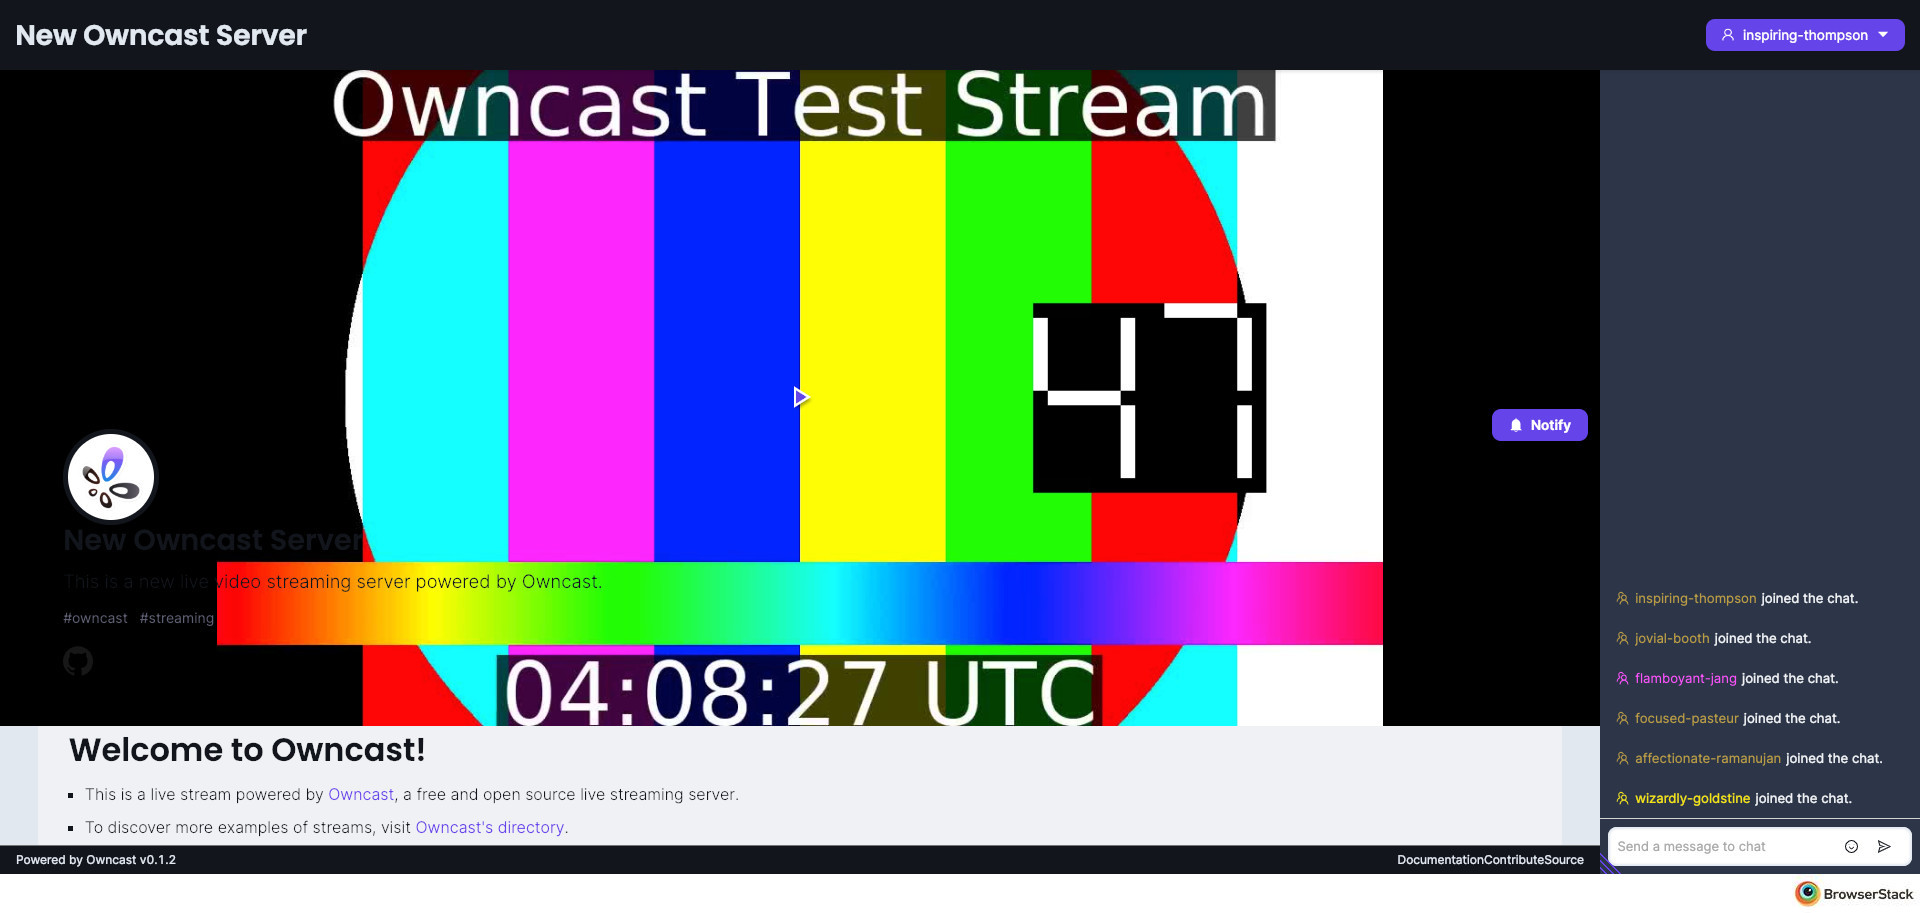 New Owncast Server
inspiring-thompson
Owncast Test Stream
47
Notify
New Owncast Server
This is a new live video streaming server powered by Owncast.
#owncast #streaming
04:08:27 UTC
Welcome to Owncast!
This is a live stream powered by Owncast, a free and open source live streaming server.
To discover more examples of streams, visit Owncast's directory.
inspiring-thompson joined the chat.
jovial-booth joined the chat.
flamboyant-jang joined the chat.
focused-pasteur joined the chat.
affectionate-ramanujan joined the chat.
wizardly-goldstine joined the chat.
Send a message to chat
Powered by Owncast v0.1.2
DocumentationContributeSource
BrowserStack